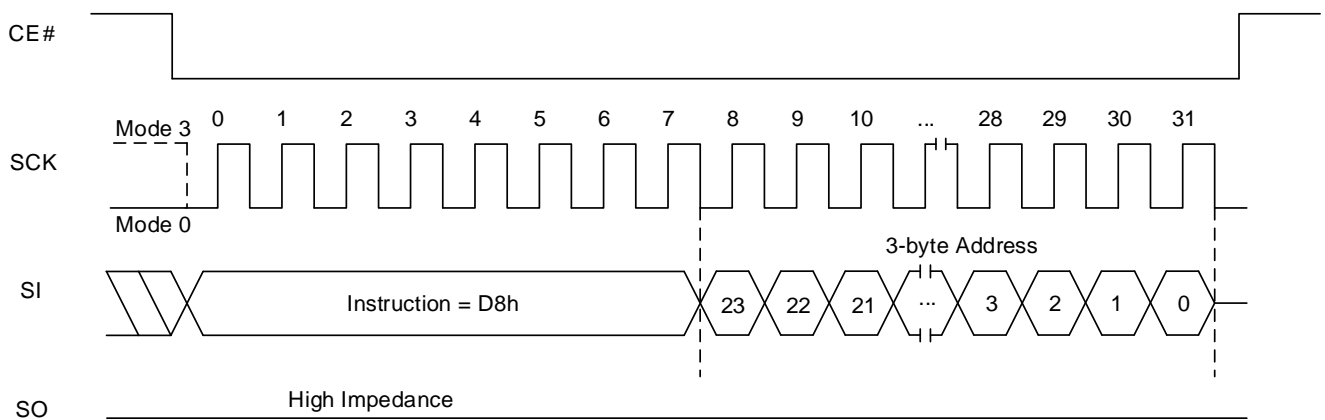 CE#
0 1 2 3 4 5 6 7 8 9 10 ... 28 29 30 31
Mode 3
SCK
Mode 0
3-byte Address
SI
Instruction = D8h 23 22 21 ... 3 2 1 0
High Impedance
SO